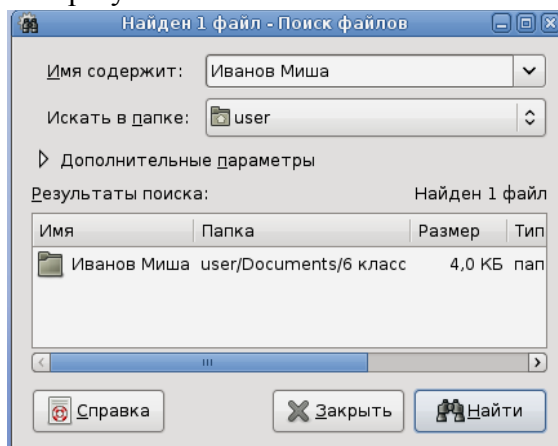 Найден 1 файл - Поиск файлов
Имя содержит: Иванов Миша
Искать в папке: user
Дополнительные параметры
Результаты поиска: Найден 1 файл
Имя Папка Размер Тип
Иванов Миша user/Documents/6 класс 4,0 КБ пап
Справка Закрыть Найти